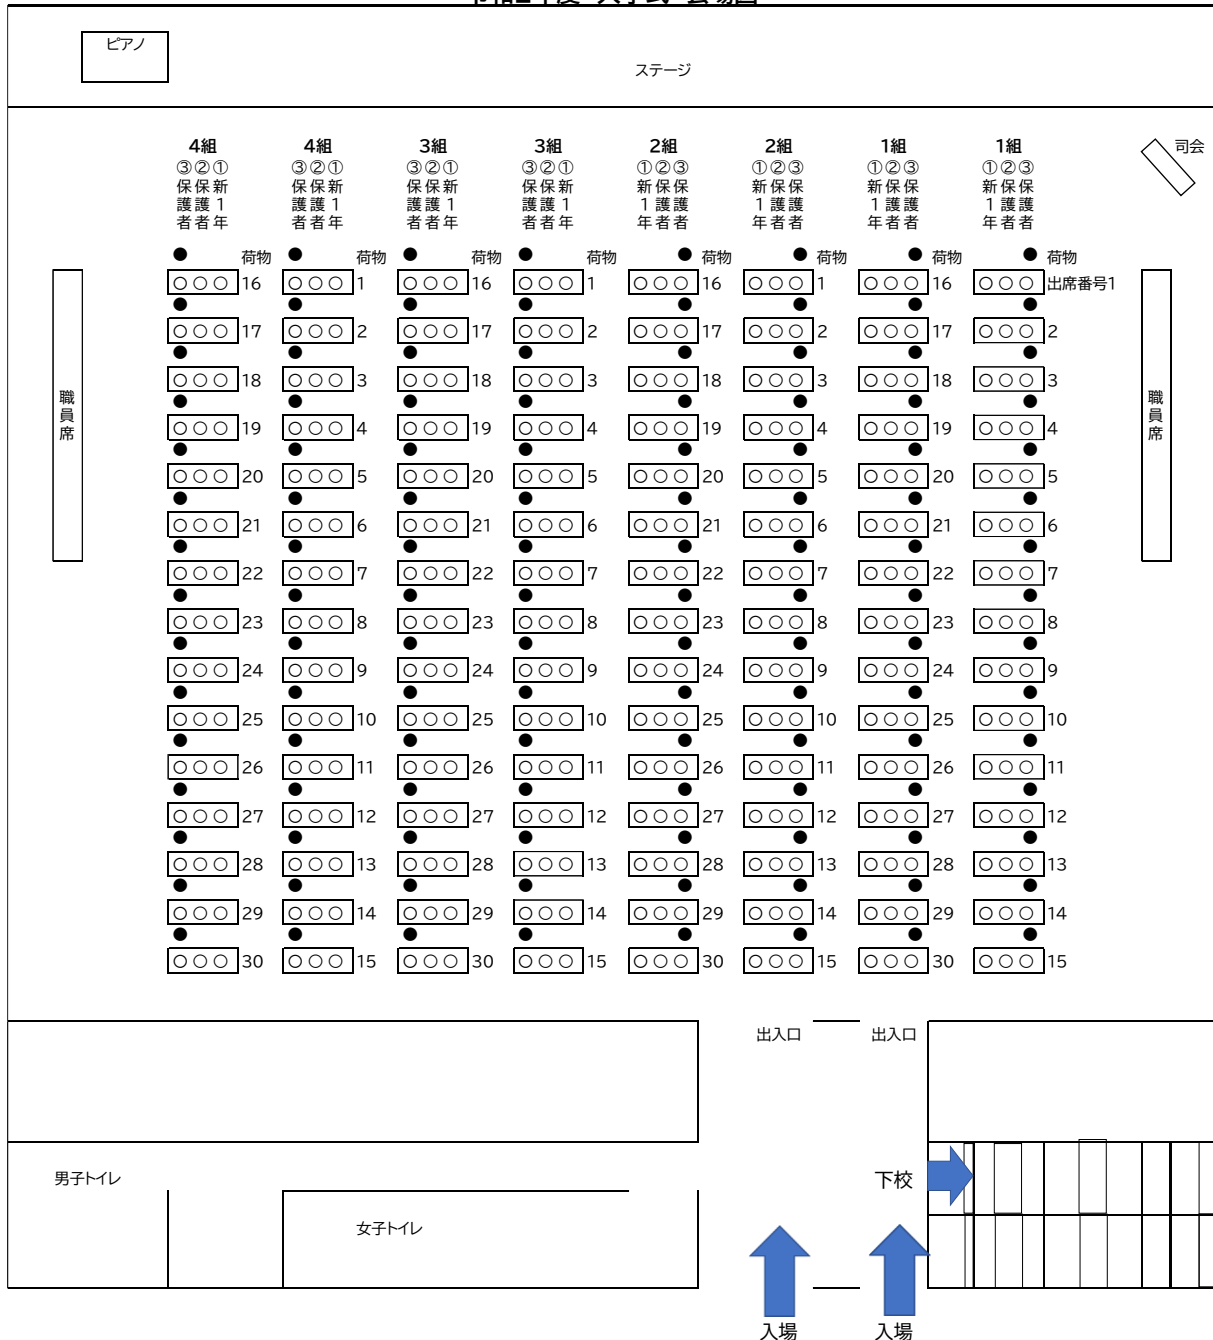 ピアノ
ステージ
4組 4組 3組 3組 2組 2組 1組 1組
司会
③②① ③②① ③②① ③②① ①②③ ①②③ ①②③ ①②③
保保新 保保新 保保新 保保新 新保保 新保保 新保保 新保保
護護1 護護1 護護1 護護1 1護護 1護護 1護護 1護護
者者年 者者年 者者年 者者年 年者者 年者者 年者者 年者者
● 荷物 ● 荷物 ● 荷物 ● 荷物 ● 荷物 ● 荷物 ● 荷物 ● 荷物
○○○16 ○○○1 ○○○16 ○○○1 ○○○16 ○○○1 ○○○16 ○○○出席番号1
○○○17 ○○○2 ○○○17 ○○○2 ○○○17 ○○○2 ○○○17 ○○○2
○○○18 ○○○3 ○○○18 ○○○3 ○○○18 ○○○3 ○○○18 ○○○3
職員席
職員席
○○○19 ○○○4 ○○○19 ○○○4 ○○○19 ○○○4 ○○○19 ○○○4
○○○20 ○○○5 ○○○20 ○○○5 ○○○20 ○○○5 ○○○20 ○○○5
○○○21 ○○○6 ○○○21 ○○○6 ○○○21 ○○○6 ○○○21 ○○○6
○○○22 ○○○7 ○○○22 ○○○7 ○○○22 ○○○7 ○○○22 ○○○7
○○○23 ○○○8 ○○○23 ○○○8 ○○○23 ○○○8 ○○○23 ○○○8
○○○24 ○○○9 ○○○24 ○○○9 ○○○24 ○○○9 ○○○24 ○○○9
○○○25 ○○○10 ○○○25 ○○○10 ○○○25 ○○○10 ○○○25 ○○○10
○○○26 ○○○11 ○○○26 ○○○11 ○○○26 ○○○11 ○○○26 ○○○11
○○○27 ○○○12 ○○○27 ○○○12 ○○○27 ○○○12 ○○○27 ○○○12
○○○28 ○○○13 ○○○28 ○○○13 ○○○28 ○○○13 ○○○28 ○○○13
○○○29 ○○○14 ○○○29 ○○○14 ○○○29 ○○○14 ○○○29 ○○○14
○○○30 ○○○15 ○○○30 ○○○15 ○○○30 ○○○15 ○○○30 ○○○15
出入口 出入口
男子トイレ
下校
女子トイレ
入場 入場